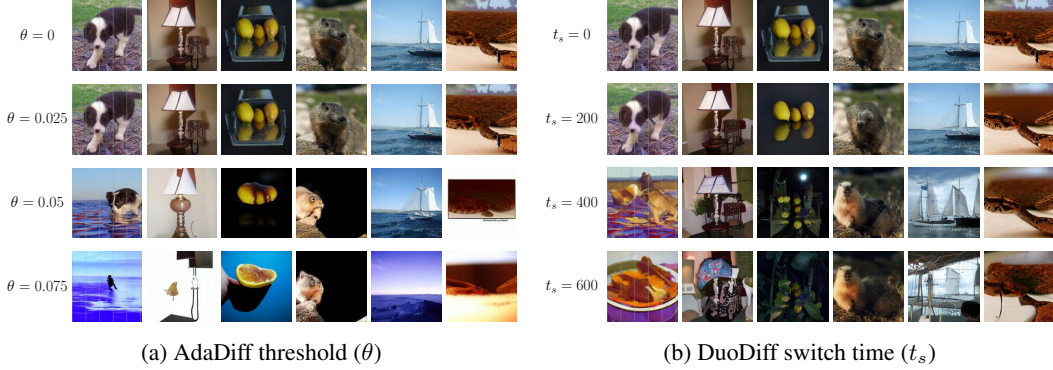 θ = 0
θ = 0.025
θ = 0.05
θ = 0.075
(a) AdaDiff threshold (θ)
t_s = 0
t_s = 200
t_s = 400
t_s = 600
(b) DuoDiff switch time (t_s)